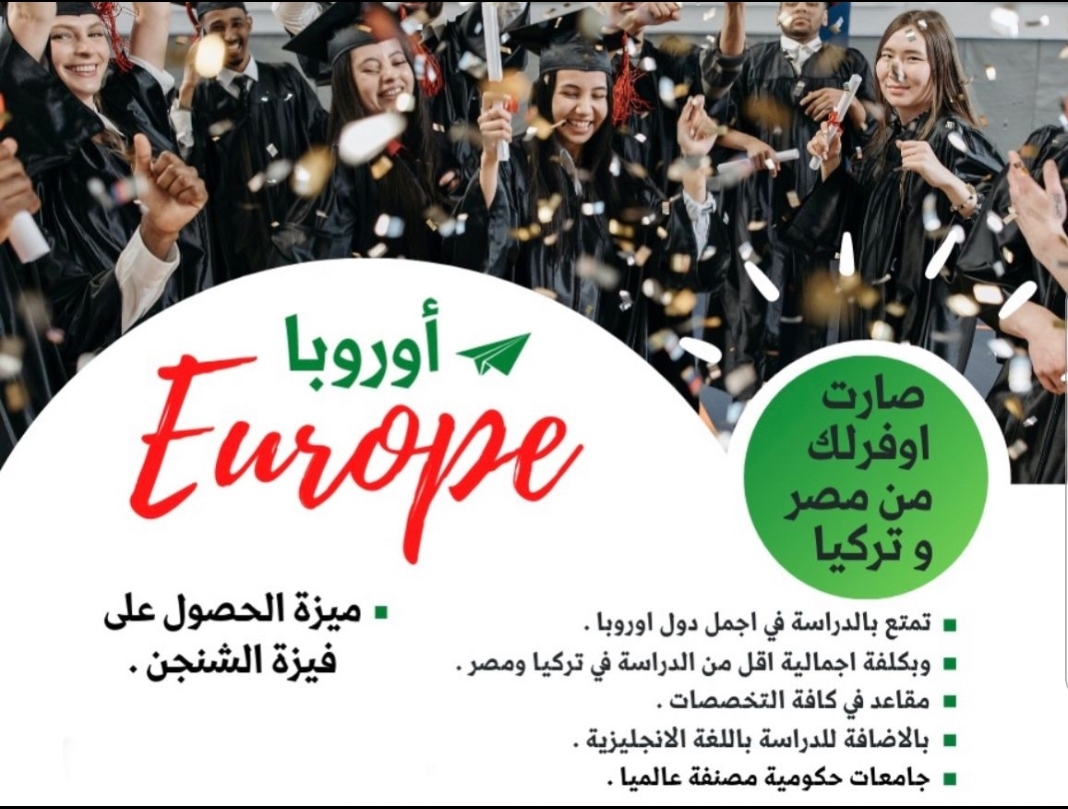 أوروبا
Europe
صارت
اوفرلك
من مصر
و تركيا
تمتع بالدراسة في اجمل دول اوروبا .
وبكلفة اجمالية اقل من الدراسة في تركيا ومصر .
مقاعد في كافة التخصصات .
بالاضافة للدراسة باللغة الانجليزية .
جامعات حكومية مصنفة عالميا .
ميزة الحصول على
فيزة الشنجن .